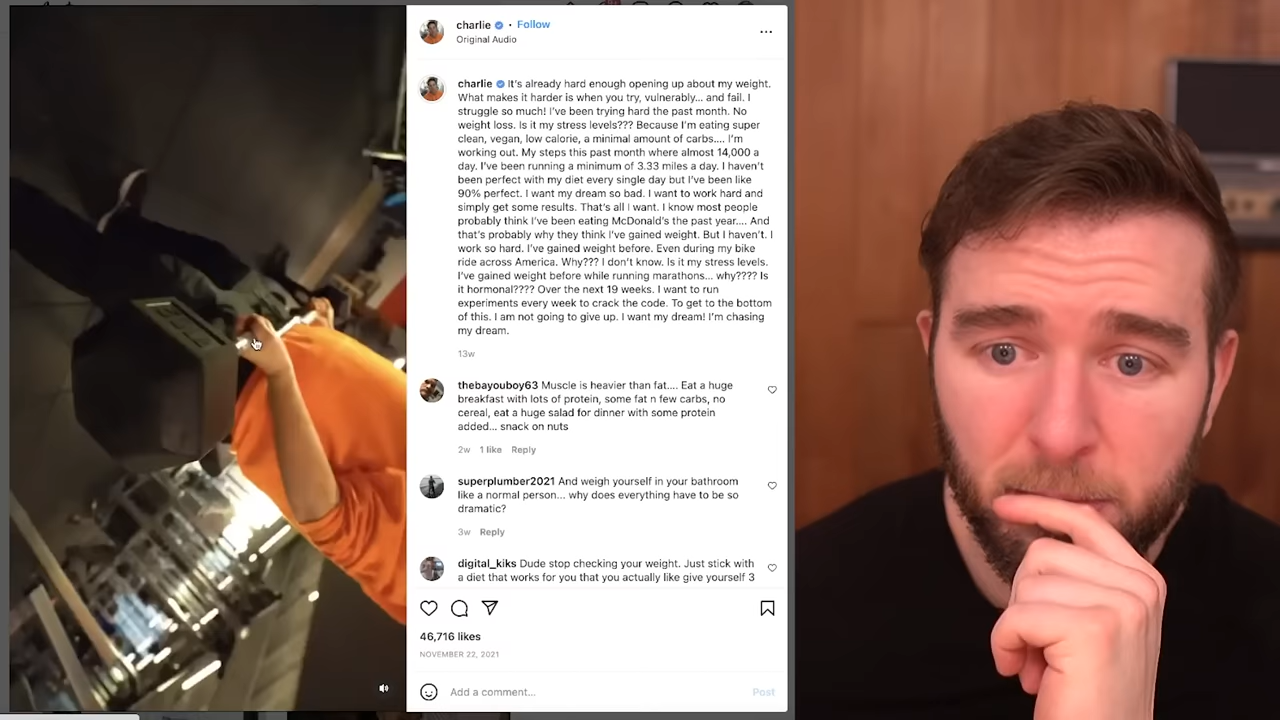 charlie • Follow
Original Audio
charlie It's already hard enough opening up about my weight.
What makes it harder is when you try, vulnerably... and fail. I
struggle so much! I've been trying hard the past month. No
weight loss. Is it my stress levels??? Because I'm eating super
clean, vegan, low calorie, a minimal amount of carbs.... I'm
working out. My steps this past month where almost 14,000 a
day. I've been running a minimum of 3.33 miles a day. I haven't
been perfect with my diet every single day but I've been like
90% perfect. I want my dream so bad. I want to work hard and
simply get some results. That's all I want. I know most people
probably think I've been eating McDonald's the past year.... And
that's probably why they think I've gained weight. But I haven't. I
work so hard. I've gained weight before. Even during my bike
ride across America. Why??? I don't know. Is it my stress levels.
I've gained weight before while running marathons... why???? Is
it hormonal???? Over the next 19 weeks. I want to run
experiments every week to crack the code. To get to the bottom
of this. I am not going to give up. I want my dream! I'm chasing
my dream.
13w
thebayouboy63 Muscle is heavier than fat.... Eat a huge
breakfast with lots of protein, some fat n few carbs, no
cereal, eat a huge salad for dinner with some protein
added... snack on nuts
2w 1 like Reply
superplumber2021 And weigh yourself in your bathroom
like a normal person... why does everything have to be so
dramatic?
3w Reply
digital_kiks Dude stop checking your weight. Just stick with
a diet that works for you that you actually like give yourself 3
46,716 likes
NOVEMBER 22, 2021
Add a comment... Post